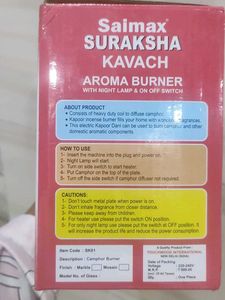 Saimax
SURAKSHA
KAVACH
AROMA BURNER
WITH NIGHT LAMP & ON OFF SWITCH
ABOUT PRODUCT
• Consists of heavy duty coil to diffuse camphor.
• Kapoor incense burner fills your home with wonderful fragrances.
• This electric Kapoor Dani can be used to burn camphor and other
domestic aromatic components.
HOW TO USE
1- Insert the machine into the plug and power on.
2- Night Lamp will start.
3- Turn on side switch to start heater.
4- Put Camphor on the top of the plate.
5- Turn off the side switch if camphor diffuser not required.
CAUTIONS:
1- Don't touch metal plate when power is on.
2- Don't inhale fragrance from closer distance.
3- Please keep away from children.
4- For heater use please put the switch ON position.
5- For only night lamp use please put the switch at OFF position. It
will increase the product life and reduce the power consumption
Item Code : SK01
Description : Camphor Burner
Finish : Marble
Mosaic
Model No. of Glass :
A Quality Product From :
INTERNATIONAL
NEW DELHI (INDIA)
Date of Packing
Voltage : 220-240V
M.R.P.
Qty. : One Piece